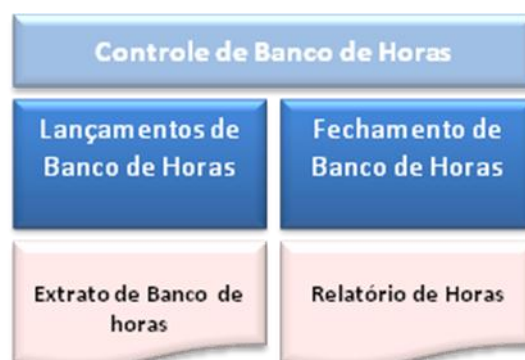 Controle de Banco de Horas
Lançamentos de
Banco de Horas
Fechamento de
Banco de Horas
Extrato de Banco de
horas
Relatório de Horas